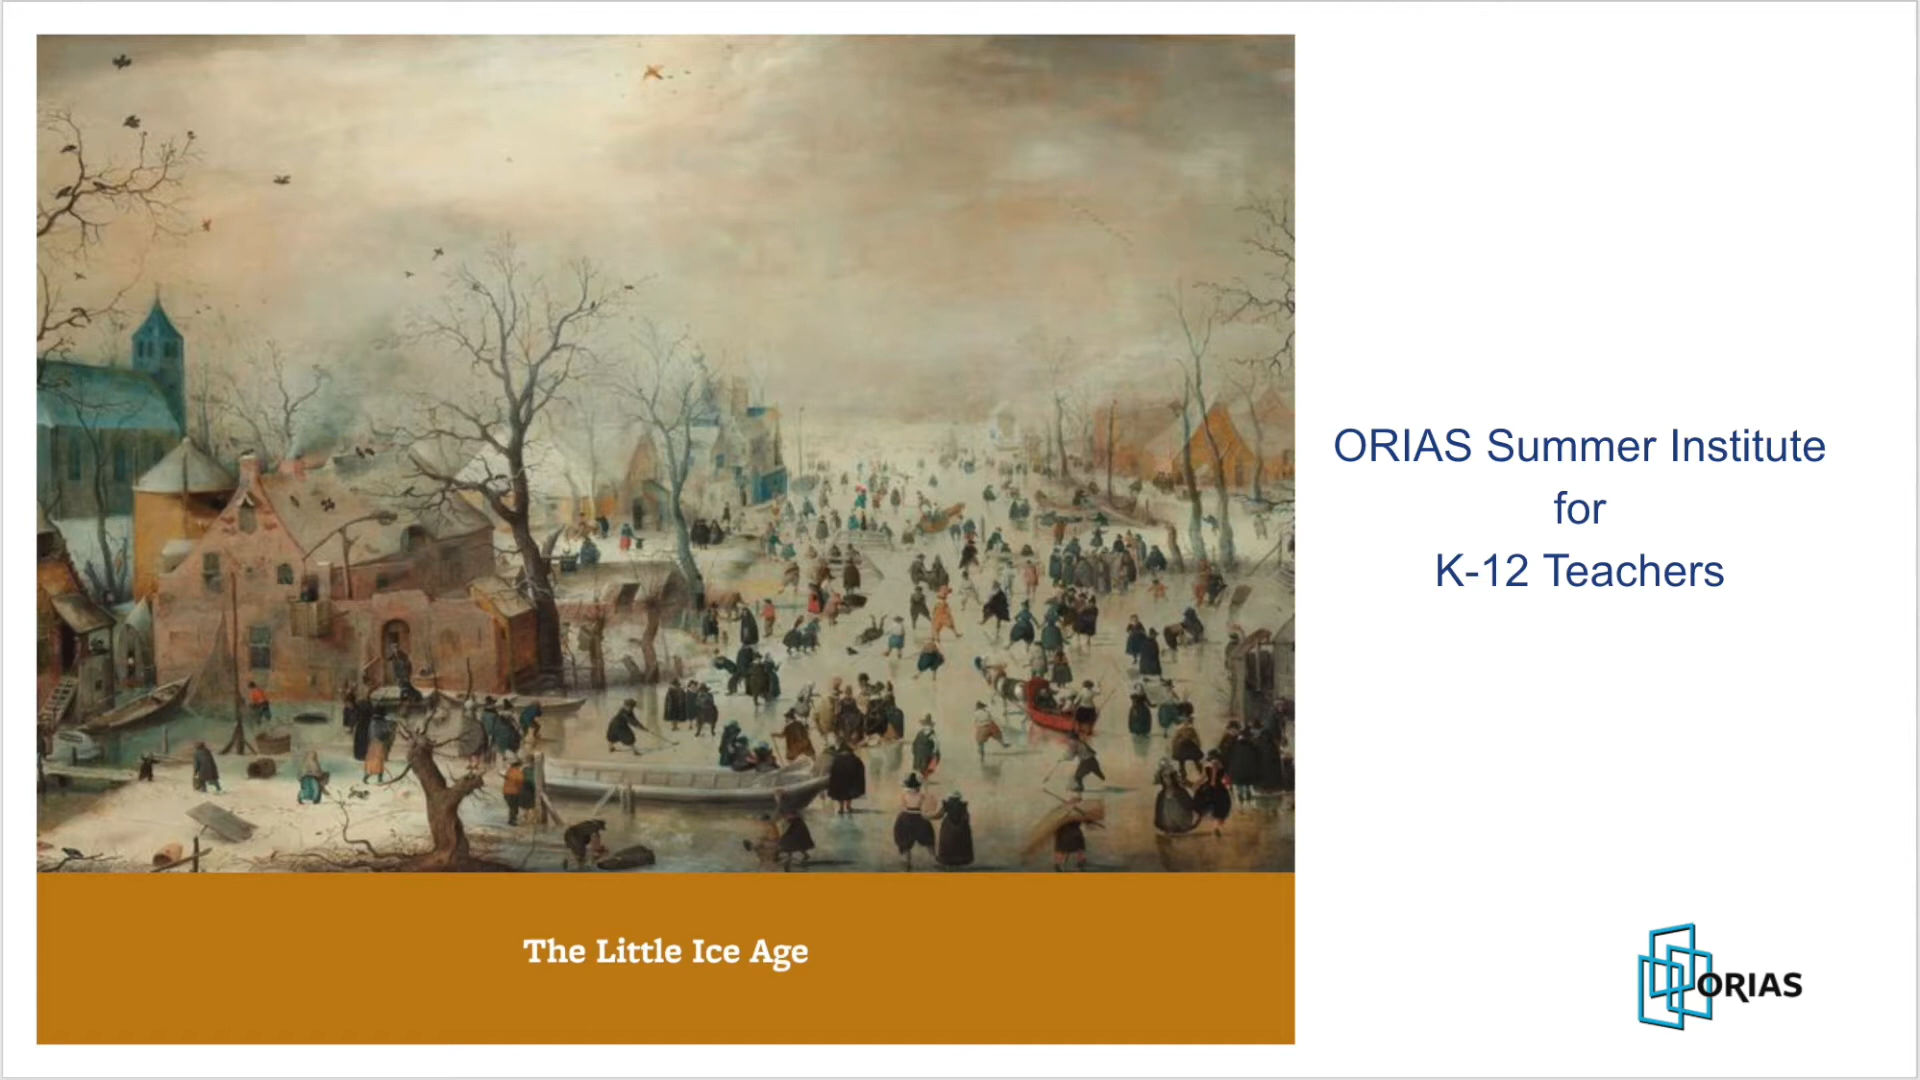 The Little Ice Age
ORIAS Summer Institute
for
K-12 Teachers
ORIAS